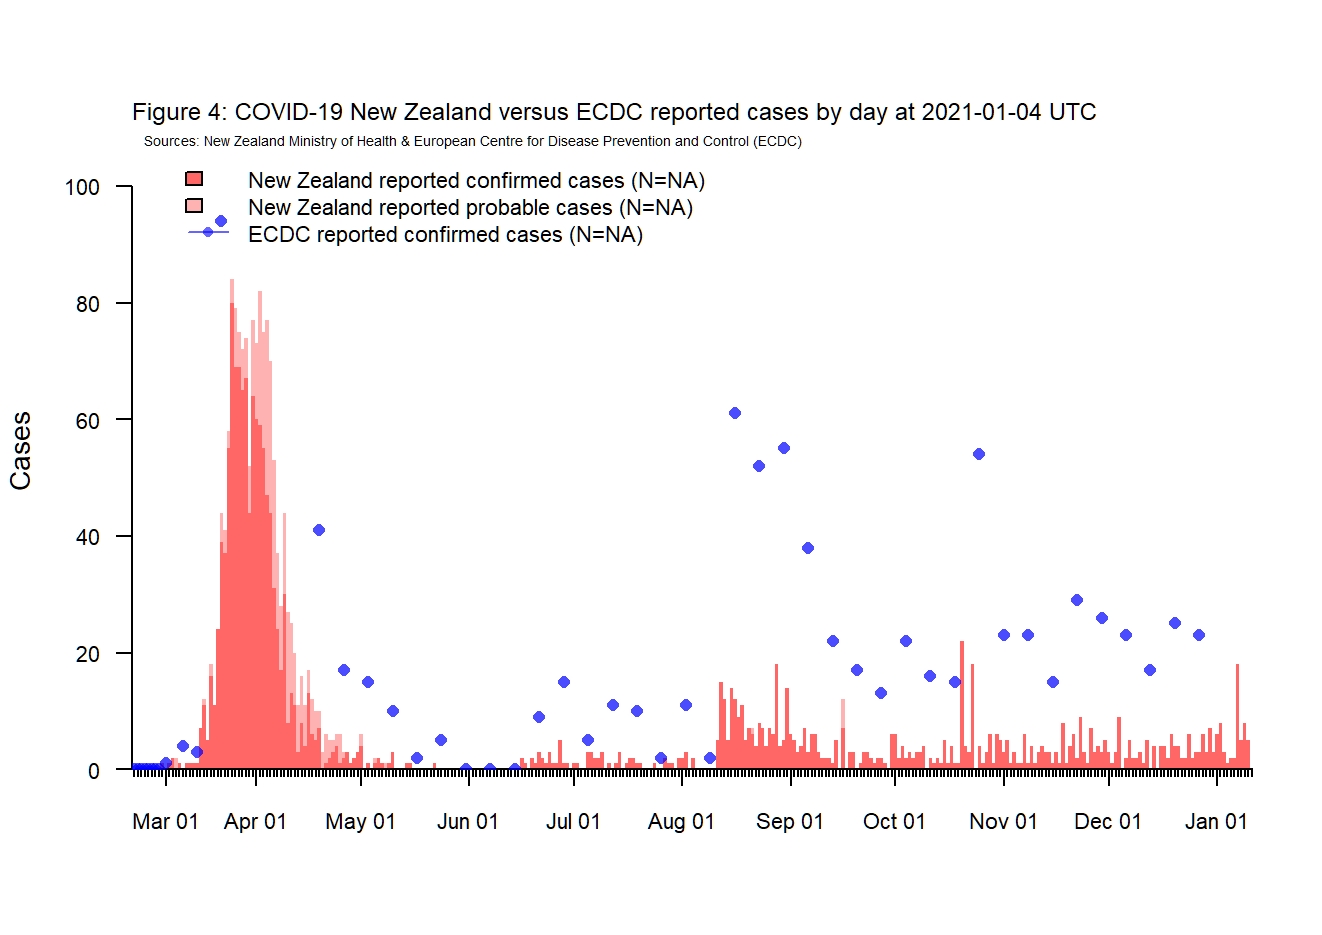 Figure 4: COVID-19 New Zealand versus ECDC reported cases by day at 2021-01-04 UTC
Sources: New Zealand Ministry of Health & European Centre for Disease Prevention and Control (ECDC)
New Zealand reported confirmed cases (N=NA)
New Zealand reported probable cases (N=NA)
ECDC reported confirmed cases (N=NA)
Cases
100
80
60
40
20
0
Mar 01 Apr 01 May 01 Jun 01 Jul 01 Aug 01 Sep 01 Oct 01 Nov 01 Dec 01 Jan 01